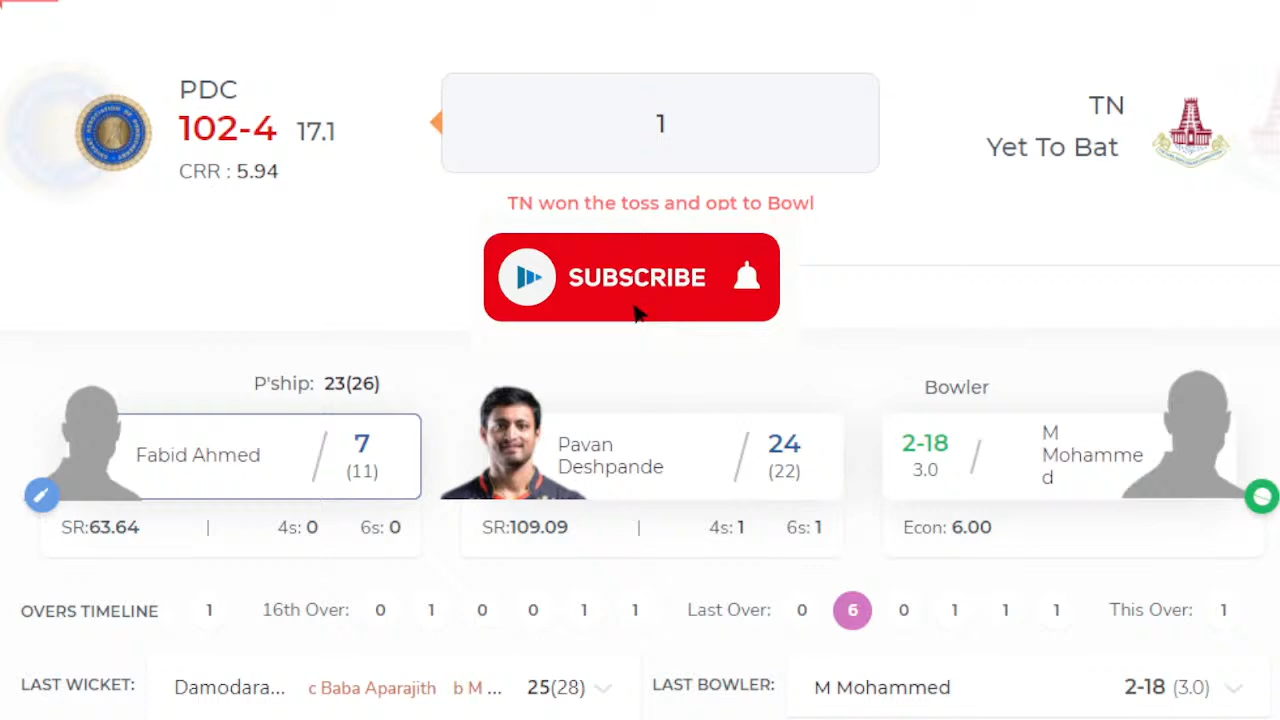 PDC
102-4 17.1
CRR : 5.94
1
TN
Yet To Bat
TN won the toss and opt to Bowl
SUBSCRIBE
P'ship: 23(26)
Fabid Ahmed
7
(11)
SR:63.64 | 4s: 0 6s: 0
Pavan
Deshpande
24
(22)
SR:109.09 | 4s: 1 6s: 1
Bowler
2-18
3.0
M
Mohamme
d
Econ: 6.00
OVERS TIMELINE 1 16th Over: 0 1 0 0 1 1 Last Over: 0 6 0 1 1 1 This Over: 1
LAST WICKET: Damodara... c Baba Aparajith b M ... 25(28)
LAST BOWLER: M Mohammed 2-18 (3.0)